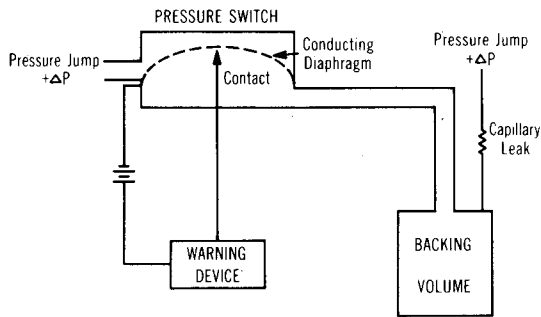 PRESSURE SWITCH
Pressure Jump
+ΔP
Contact
Conducting
Diaphragm
Pressure Jump
+ΔP
Capillary
Leak
WARNING
DEVICE
BACKING
VOLUME